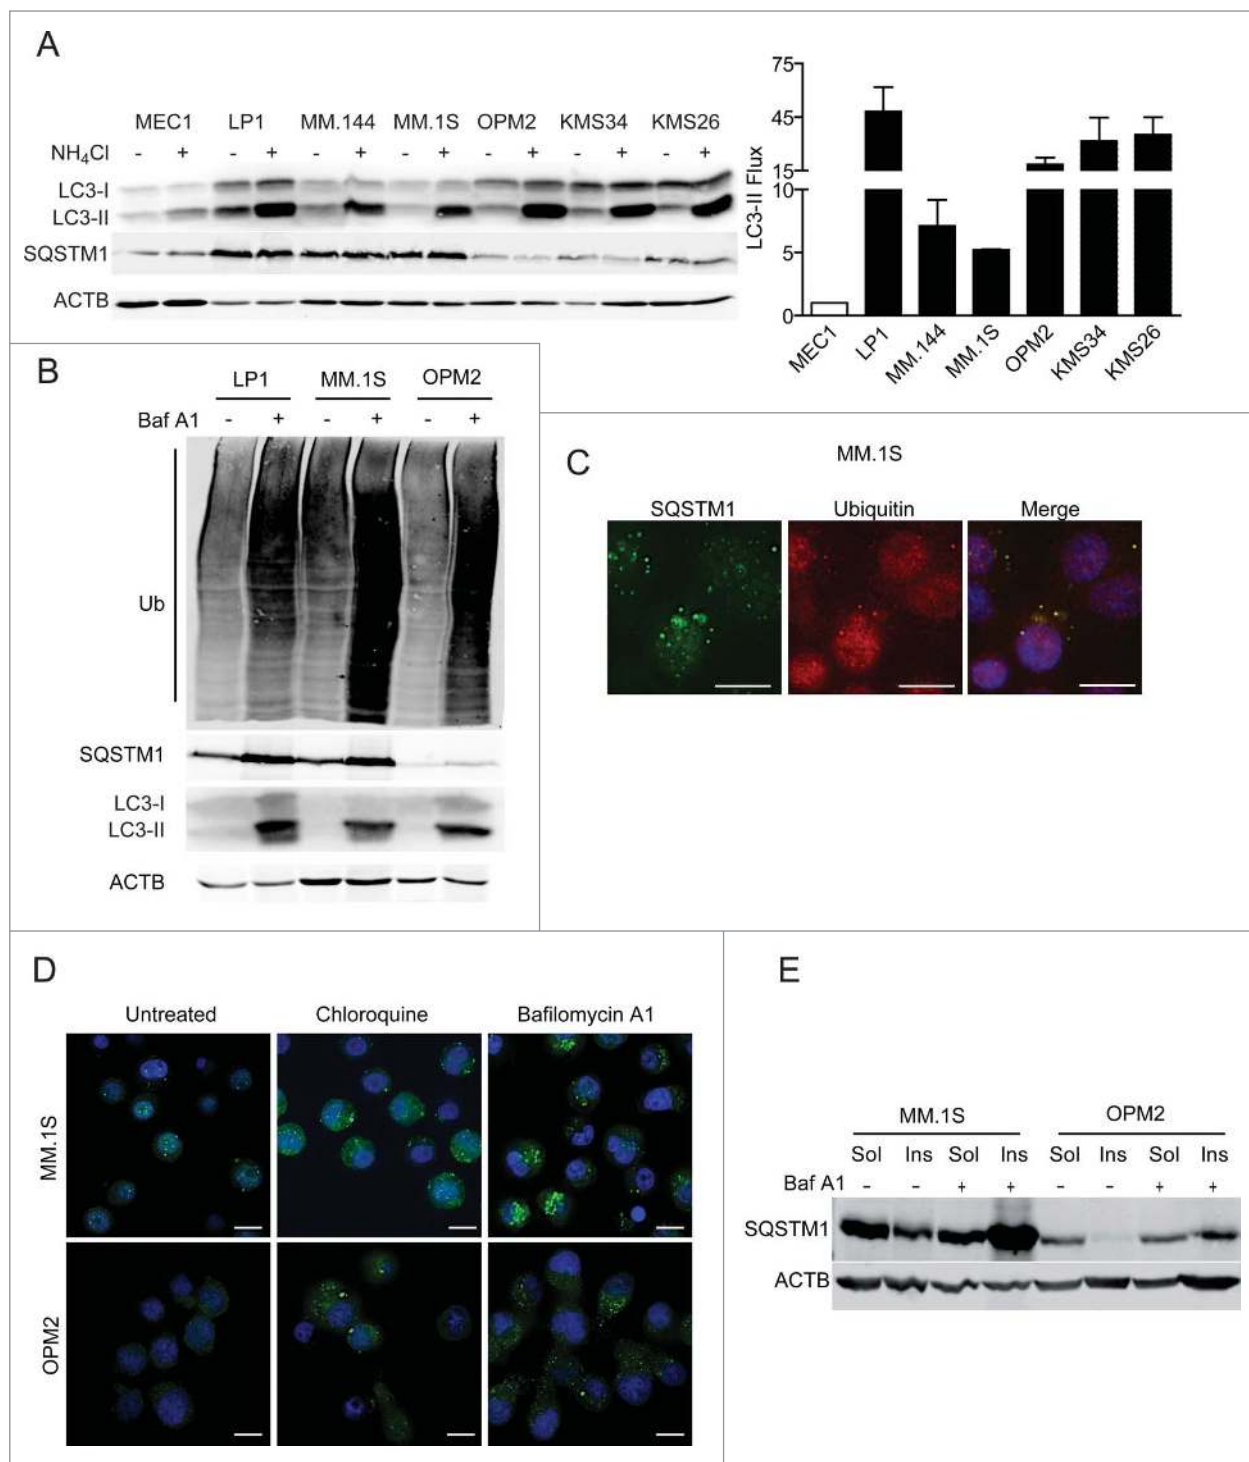 A
MEC1 LP1 MM.144 MM.1S OPM2 KMS34 KMS26
NH4Cl - + - + - + - + - + - + - +
LC3-I
LC3-II
SQSTM1
ACTB
LC3-II Flux
75
45
15
10
5
0
MEC1 LP1 MM.144 MM.1S OPM2 KMS34 KMS26
B
LP1 MM.1S OPM2
Baf A1 - + - + - +
Ub
SQSTM1
LC3-I
LC3-II
ACTB
C
MM.1S
SQSTM1 Ubiquitin Merge
D
Untreated Chloroquine Bafilomycin A1
MM.1S
OPM2
E
MM.1S OPM2
Sol Ins Sol Ins Sol Ins Sol Ins
Baf A1 - - + + - - + +
SQSTM1
ACTB